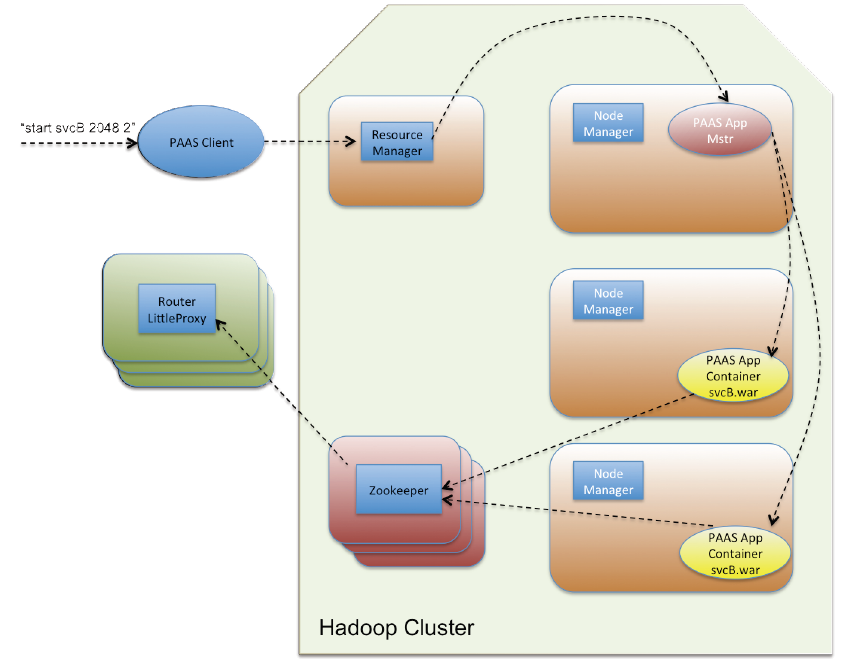 "start svcB 2048 2"
PAAS Client
Resource
Manager
Node
Manager
PAAS App
Mstr
Router
LittleProxy
Node
Manager
PAAS App
Container
svcB.war
Zookeeper
Node
Manager
PAAS App
Container
svcB.war
Hadoop Cluster